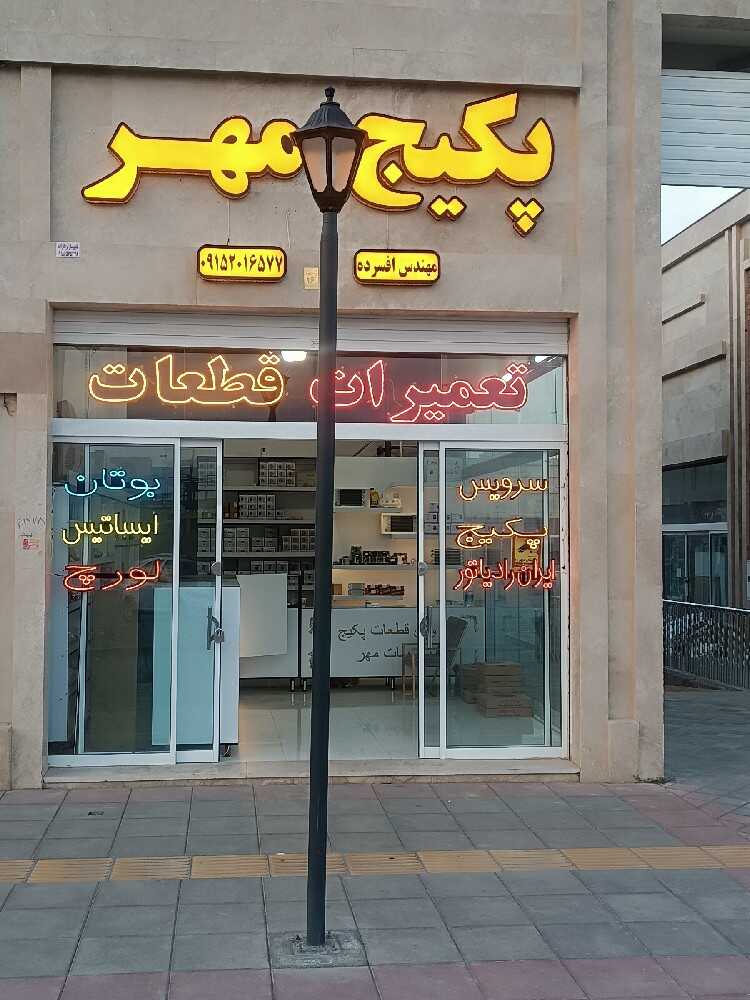 پکیج مهر
مهندس افسرده
۰۹۱۵۲۰۱۶۵۷۷
تعمیرات قطعات
سرویس
پکیج
ایران رادیاتور
بوتان
ایساتیس
لورچ
قطعات پکیج
مهر